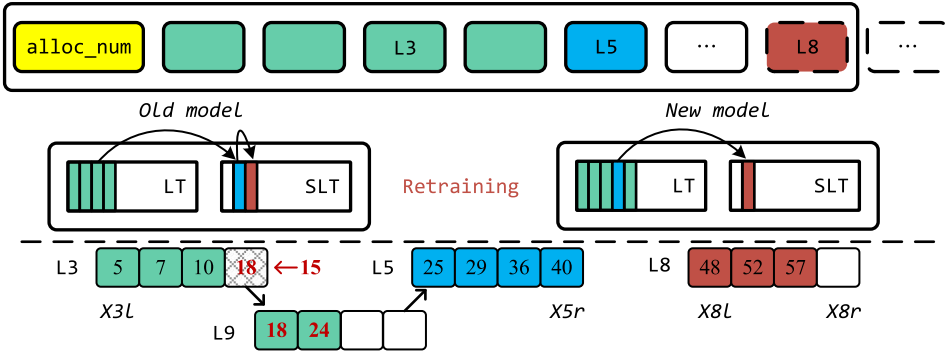 alloc_num L3 L5 ... L8 ...
Old model New model
LT SLT Retraining LT SLT
L3 5 7 10 18 ←15 L5 25 29 36 40 L8 48 52 57
X3l X5r X8l X8r
L9 18 24